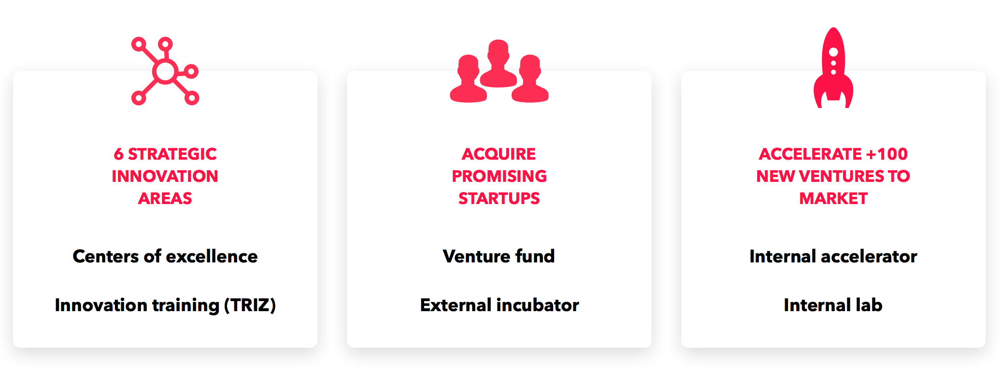 6 STRATEGIC
INNOVATION
AREAS
Centers of excellence
Innovation training (TRIZ)
ACQUIRE
PROMISING
STARTUPS
Venture fund
External incubator
ACCELERATE +100
NEW VENTURES TO
MARKET
Internal accelerator
Internal lab